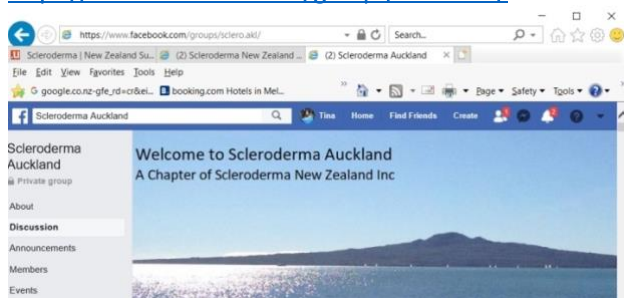 https://www.facebook.com/groups/sclero.akl/
Search...
Scleroderma | New Zealand Su...
(2) Scleroderma New Zealand ...
(2) Scleroderma Auckland
File Edit View Favorites Tools Help
google.co.nz-gfe_rd=cr&ei...
booking.com Hotels in Mel...
Page Safety Tools
Scleroderma Auckland
Tina Home Find Friends Create
Scleroderma
Auckland
Private group
About
Discussion
Announcements
Members
Events
Welcome to Scleroderma Auckland
A Chapter of Scleroderma New Zealand Inc